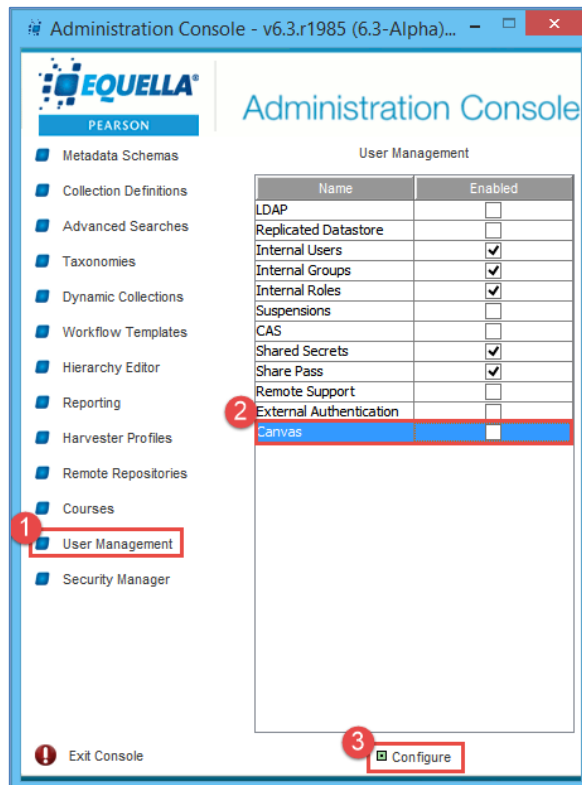 Administration Console - v6.3.r1985 (6.3-Alpha)...
EQUELLA®
PEARSON
Administration Console
Metadata Schemas
Collection Definitions
Advanced Searches
Taxonomies
Dynamic Collections
Workflow Templates
Hierarchy Editor
Reporting
Harvester Profiles
Remote Repositories
Courses
1
User Management
Security Manager
User Management
Name Enabled
LDAP
Replicated Datastore
Internal Users
Internal Groups
Internal Roles
Suspensions
CAS
Shared Secrets
Share Pass
Remote Support
External Authentication
2
Canvas
Exit Console
3
Configure